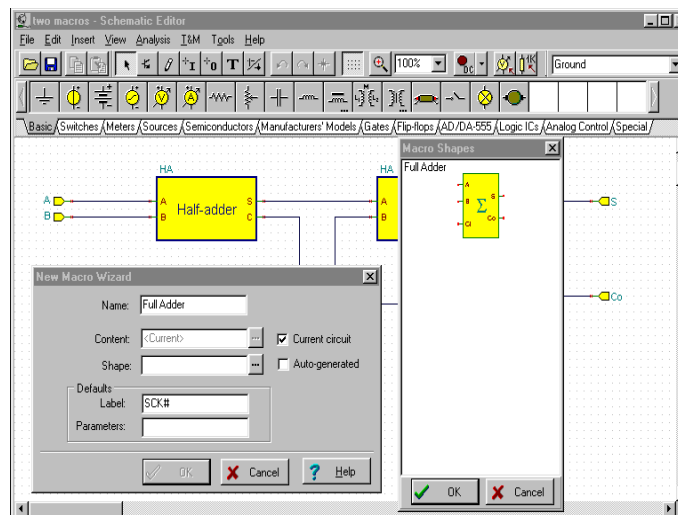 two macros - Schematic Editor
File Edit Insert View Analysis T&M Tools Help
T 100% DC Ground
Basic Switches Meters Sources Semiconductors Manufacturers' Models Gates Flip-flops AD/DA-555 Logic ICs Analog Control Special
Macro Shapes
Full Adder
A
B
Ci
Σ
S
Co
OK Cancel
HA
A
B
A
B
Half-adder
S
C
HA
A
B
S
Co
New Macro Wizard
Name: Full Adder
Content: <Current> ... Current circuit
Shape: ... Auto-generated
Defaults
Label: SCK#
Parameters:
OK Cancel ? Help